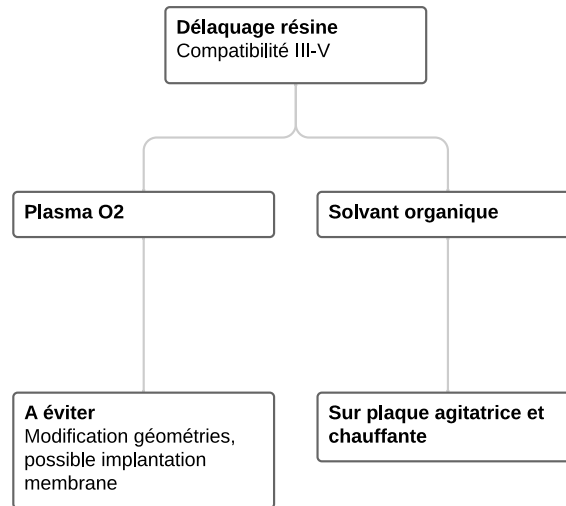 Délaquage résine
Compatibilité III-V
Plasma O2
Solvant organique
A éviter
Modification géométries,
possible implantation
membrane
Sur plaque agitatrice et
chauffante